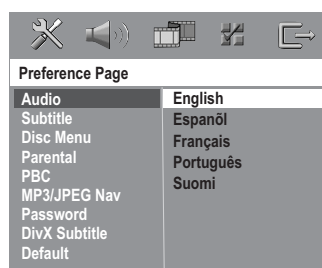 Preference Page
Audio
Subtitle
Disc Menu
Parental
PBC
MP3/JPEG Nav
Password
DivX Subtitle
Default
English
Espanõl
Français
Português
Suomi